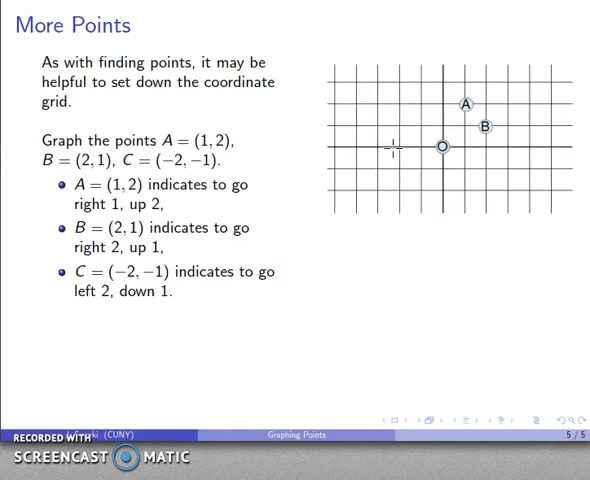 More Points
As with finding points, it may be
helpful to set down the coordinate
grid.
Graph the points A = (1, 2),
B = (2, 1), C = (−2, −1).
A = (1, 2) indicates to go
right 1, up 2,
B = (2, 1) indicates to go
right 2, up 1,
C = (−2, −1) indicates to go
left 2, down 1.
A
B
O
(CUNY)
Graphing Points
5 / 5
RECORDED WITH
SCREENCAST MATIC